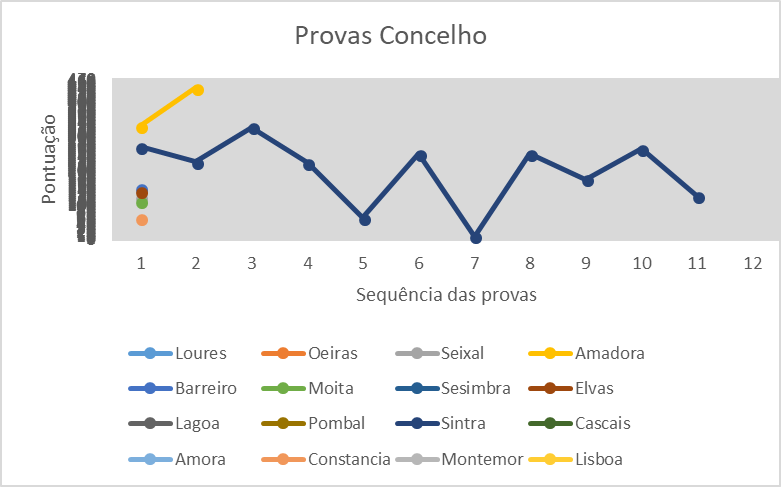 Provas Concelho
Pontuação
1 2 3 4 5 6 7 8 9 10 11 12
Sequência das provas
Loures Oeiras Seixal Amadora
Barreiro Moita Sesimbra Elvas
Lagoa Pombal Sintra Cascais
Amora Constancia Montemor Lisboa